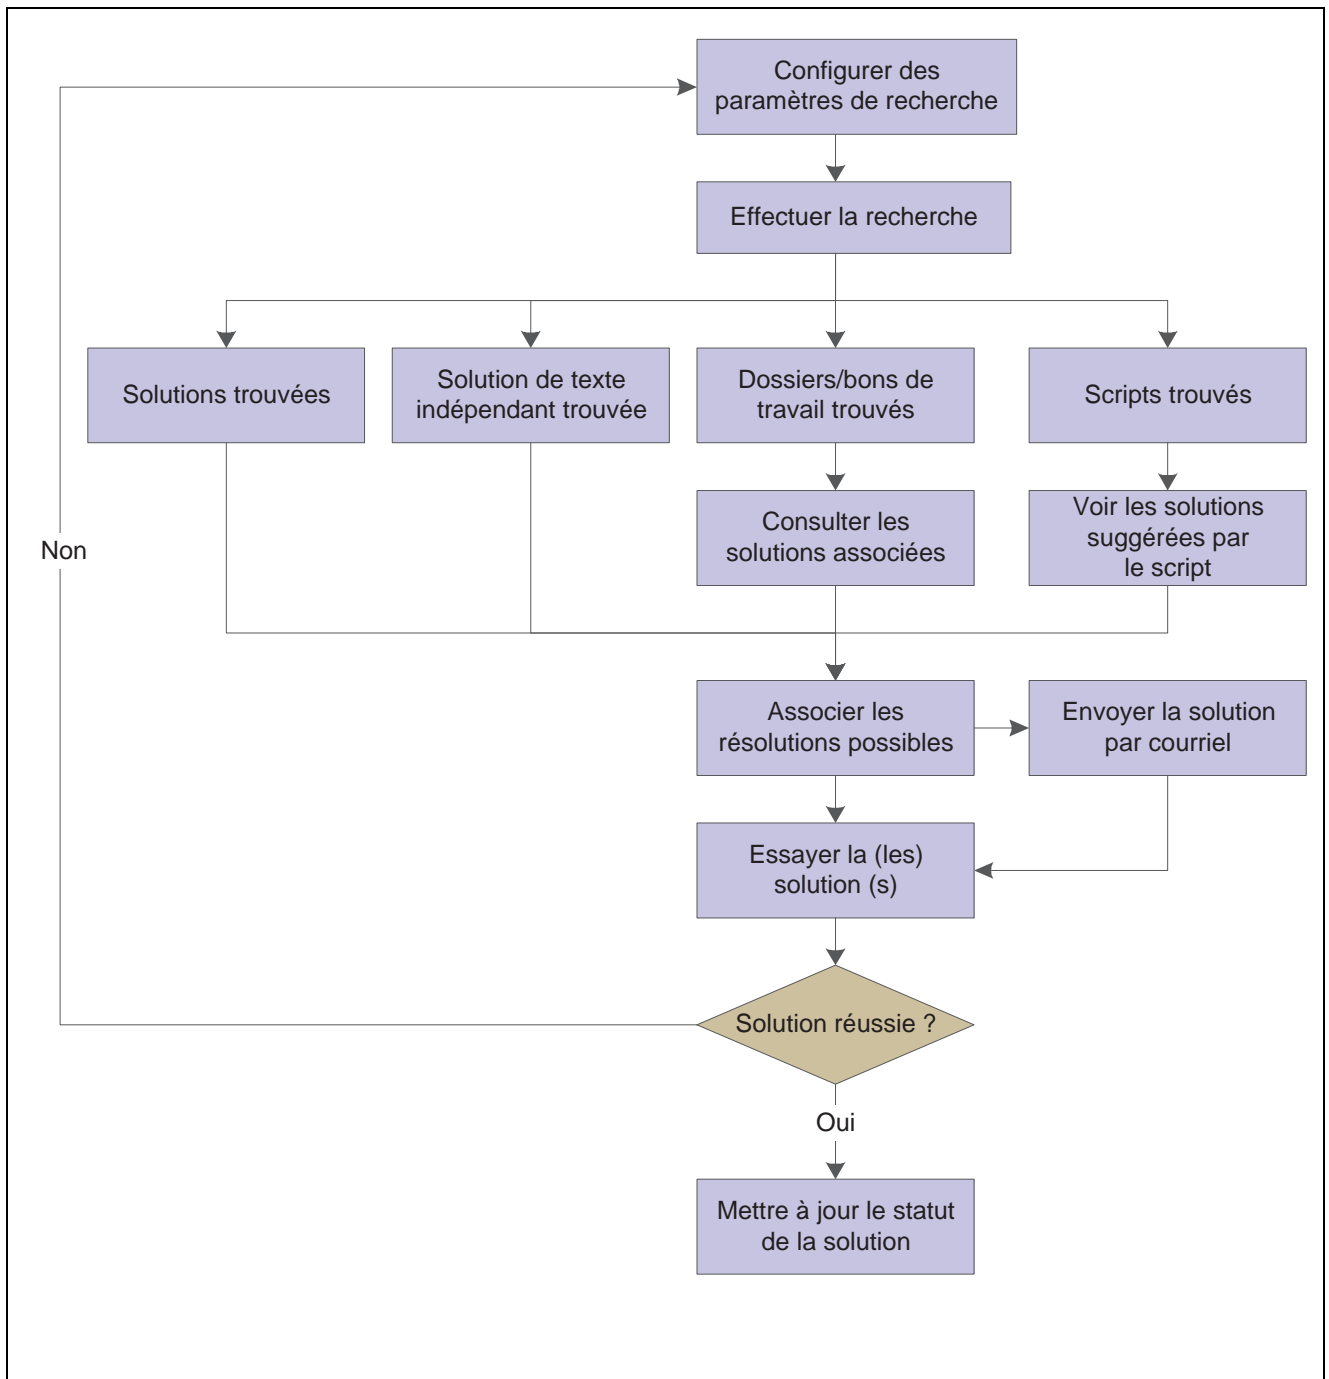 Configurer des
paramètres de recherche
Effectuer la recherche
Solutions trouvées
Solution de texte
indépendant trouvée
Dossiers/bons de
travail trouvés
Scripts trouvés
Consulter les
solutions associées
Voir les solutions
suggérées par
le script
Non
Associer les
résolutions possibles
Envoyer la solution
par courriel
Essayer la (les)
solution (s)
Solution réussie ?
Oui
Mettre à jour le statut
de la solution